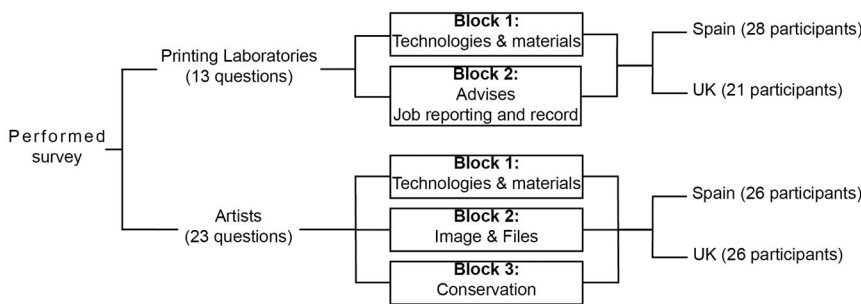 Performed
survey
Printing Laboratories
(13 questions)
Block 1:
Technologies & materials
Block 2:
Advises
Job reporting and record
Spain (28 participants)
UK (21 participants)
Artists
(23 questions)
Block 1:
Technologies & materials
Block 2:
Image & Files
Block 3:
Conservation
Spain (26 participants)
UK (26 participants)